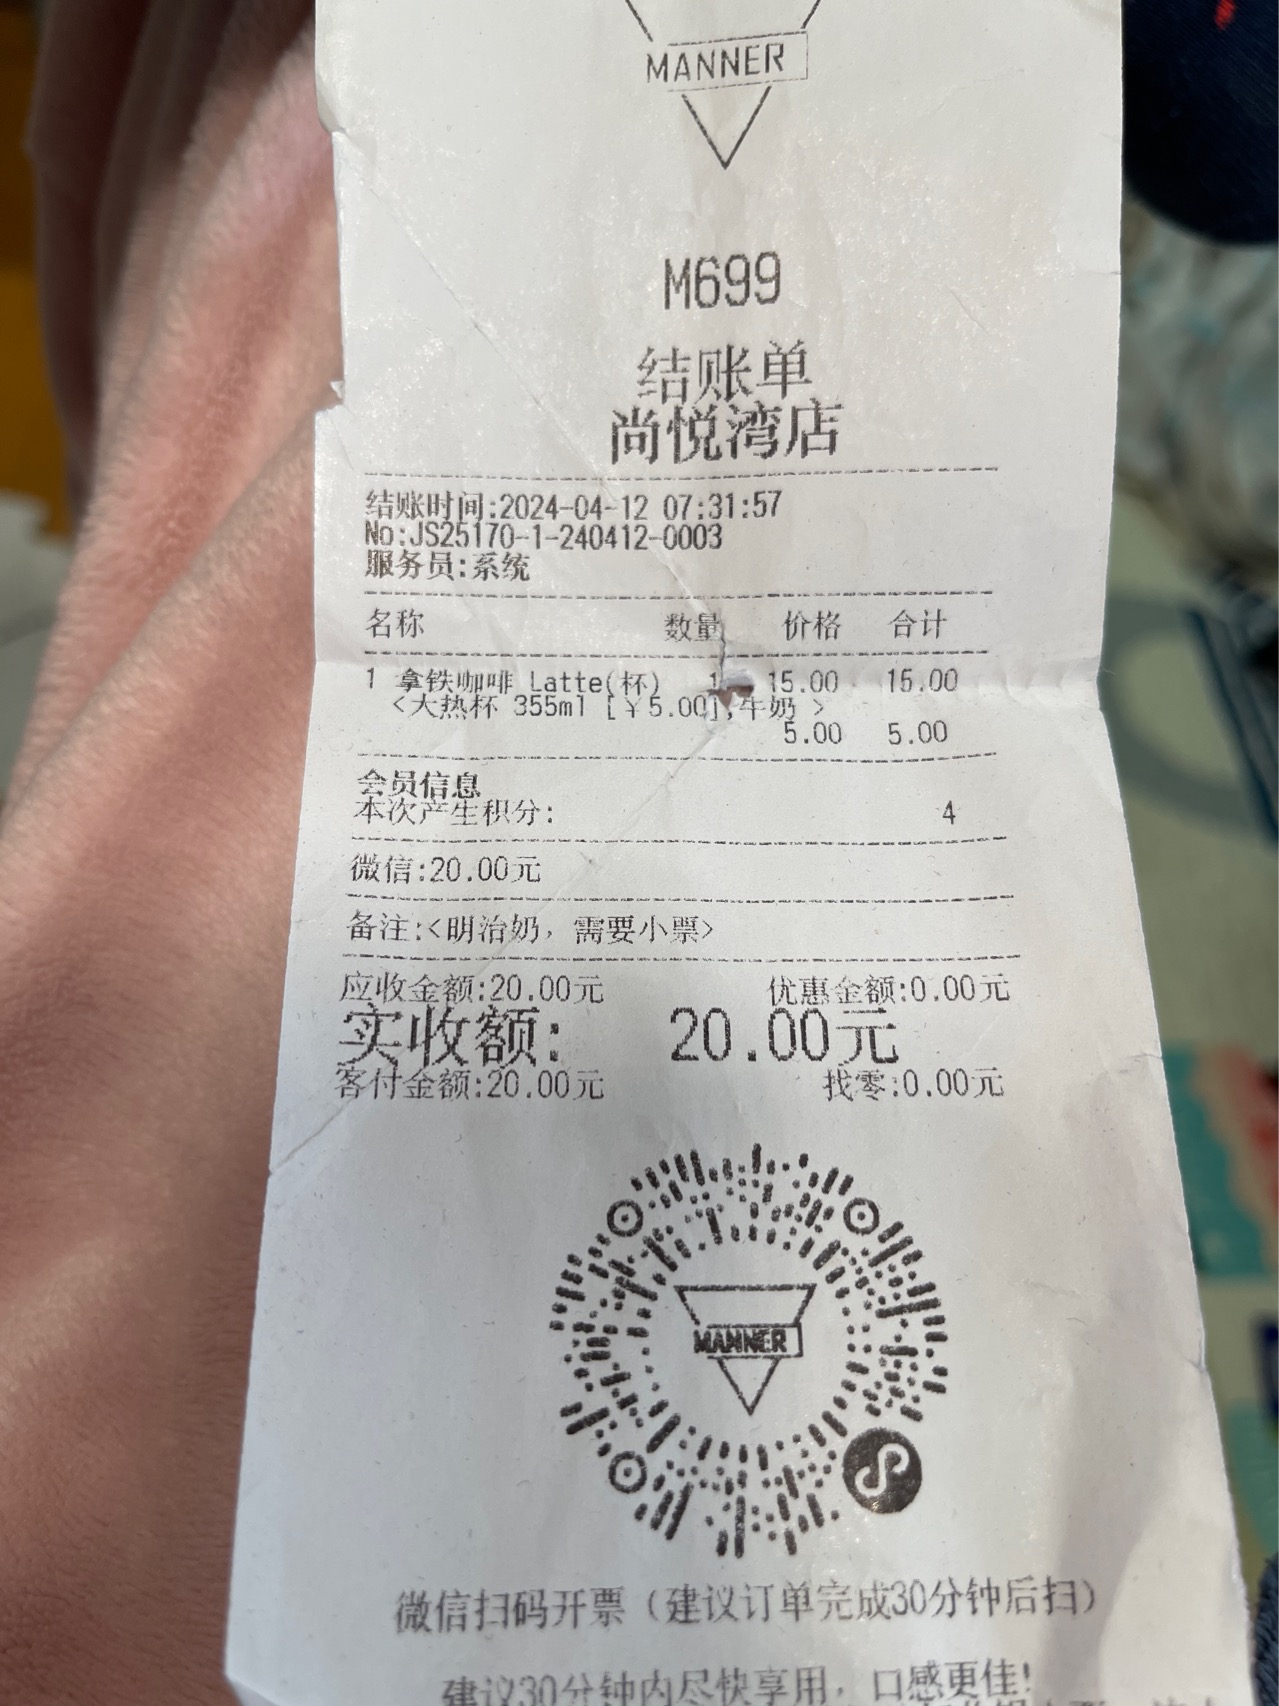 MANNER
M699
结账单
尚悦湾店
结账时间:2024-04-12 07:31:57
No:JS25170-1-240412-0003
服务员:系统
名称 数量 价格 合计
1 拿铁咖啡 Latte(杯) 1 15.00 15.00
<大热杯 355ml [￥5.00],牛奶 >
5.00 5.00
会员信息
本次产生积分: 4
微信:20.00元
备注:<明治奶，需要小票>
应收金额:20.00元 优惠金额:0.00元
实收额: 20.00元
客付金额:20.00元 找零:0.00元
MANNER
微信扫码开票（建议订单完成30分钟后扫）
建议30分钟内尽快享用，口感更佳!